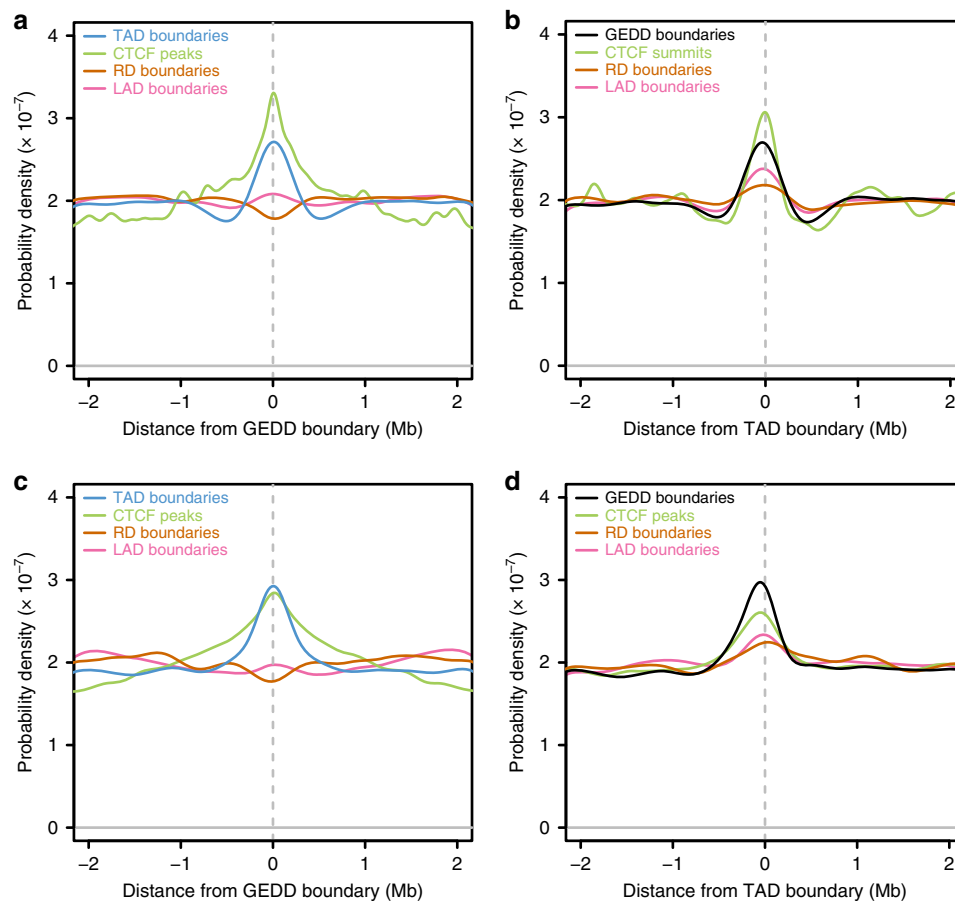 a
TAD boundaries
CTCF peaks
RD boundaries
LAD boundaries
Probability density (× 10⁻⁷)
4
3
2
1
0
−2 −1 0 1 2
Distance from GEDD boundary (Mb)
b
GEDD boundaries
CTCF summits
RD boundaries
LAD boundaries
Probability density (× 10⁻⁷)
4
3
2
1
0
−2 −1 0 1 2
Distance from TAD boundary (Mb)
c
TAD boundaries
CTCF peaks
RD boundaries
LAD boundaries
Probability density (× 10⁻⁷)
4
3
2
1
0
−2 −1 0 1 2
Distance from GEDD boundary (Mb)
d
GEDD boundaries
CTCF peaks
RD boundaries
LAD boundaries
Probability density (× 10⁻⁷)
4
3
2
1
0
−2 −1 0 1 2
Distance from TAD boundary (Mb)